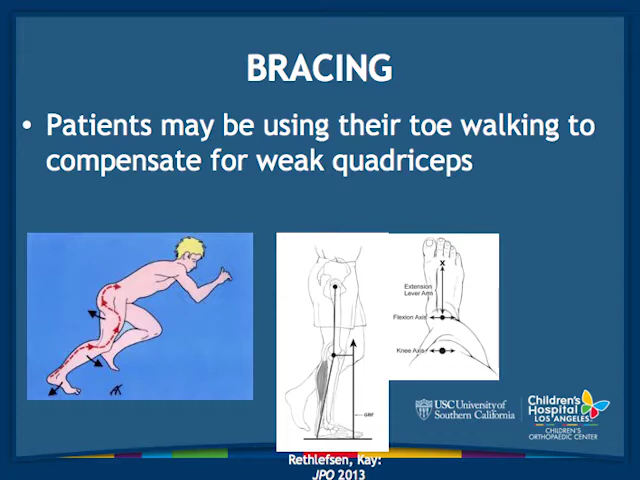 BRACING
• Patients may be using their toe walking to
compensate for weak quadriceps
X
Extension
Lever Arm
Flexion Axis
Knee Axis
GRF
USC University of
Southern California
Children's
Hospital
LOS ANGELES
CHILDREN'S
ORTHOPAEDIC CENTER
Rethlefsen, Kay:
JPO 2013